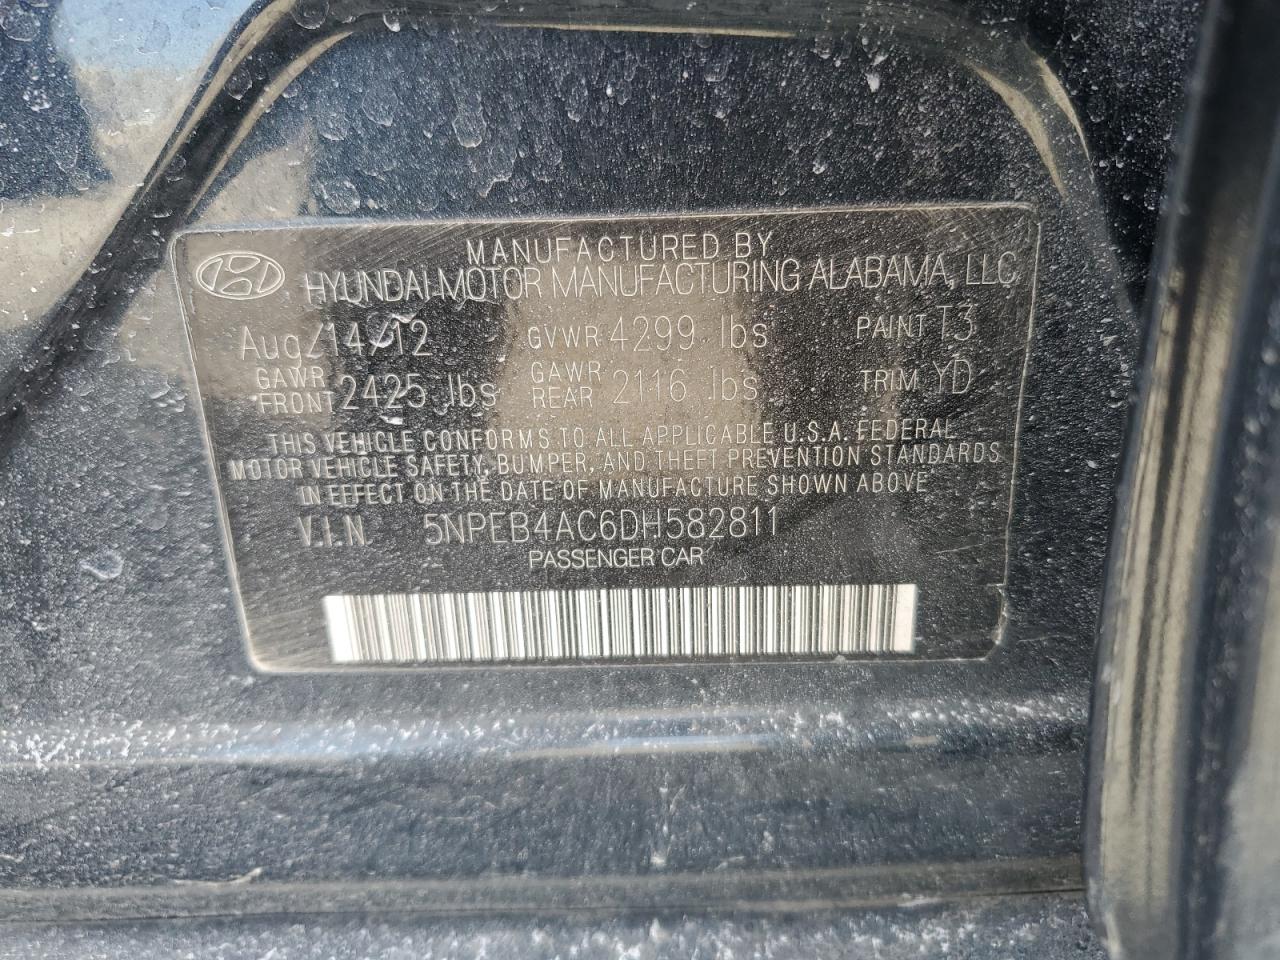 MANUFACTURED BY
HYUNDAI MOTOR MANUFACTURING ALABAMA, LLC
Aug/14/12 GVWR 4299 lbs PAINT T3
GAWR FRONT 2425 lbs GAWR REAR 2116 lbs TRIM YD
THIS VEHICLE CONFORMS TO ALL APPLICABLE U.S.A. FEDERAL
MOTOR VEHICLE SAFETY, BUMPER, AND THEFT PREVENTION STANDARDS
IN EFFECT ON THE DATE OF MANUFACTURE SHOWN ABOVE
V.I.N. 5NPEB4AC6DH582811
PASSENGER CAR